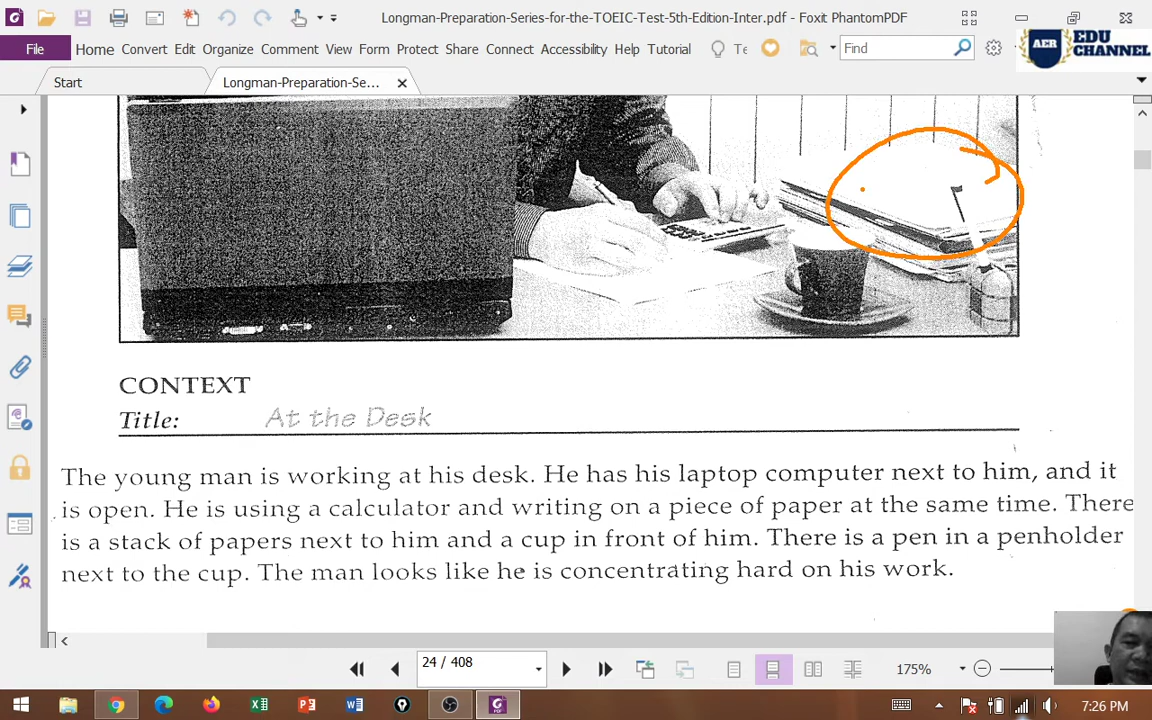 Longman-Preparation-Series-for-the-TOEIC-Test-5th-Edition-Inter.pdf - Foxit PhantomPDF
File Home Convert Edit Organize Comment View Form Protect Share Connect Accessibility Help Tutorial Te Find
AER EDU CHANNEL
Start Longman-Preparation-Se...
CONTEXT
Title: At the Desk
The young man is working at his desk. He has his laptop computer next to him, and it
is open. He is using a calculator and writing on a piece of paper at the same time. There
is a stack of papers next to him and a cup in front of him. There is a pen in a penholder
next to the cup. The man looks like he is concentrating hard on his work.
24 / 408 175%
7:26 PM